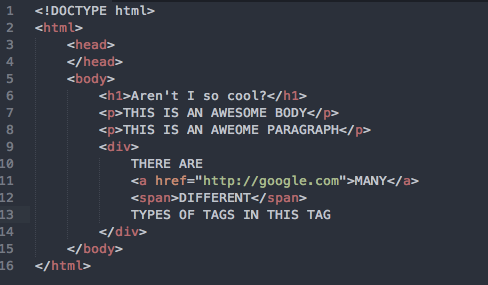 1 <!DOCTYPE html>
2 <html>
3     <head>
4     </head>
5     <body>
6         <h1>Aren't I so cool?</h1>
7         <p>THIS IS AN AWESOME BODY</p>
8         <p>THIS IS AN AWEOME PARAGRAPH</p>
9         <div>
10             THERE ARE
11             <a href="http://google.com">MANY</a>
12             <span>DIFFERENT</span>
13             TYPES OF TAGS IN THIS TAG
14         </div>
15     </body>
16 </html>